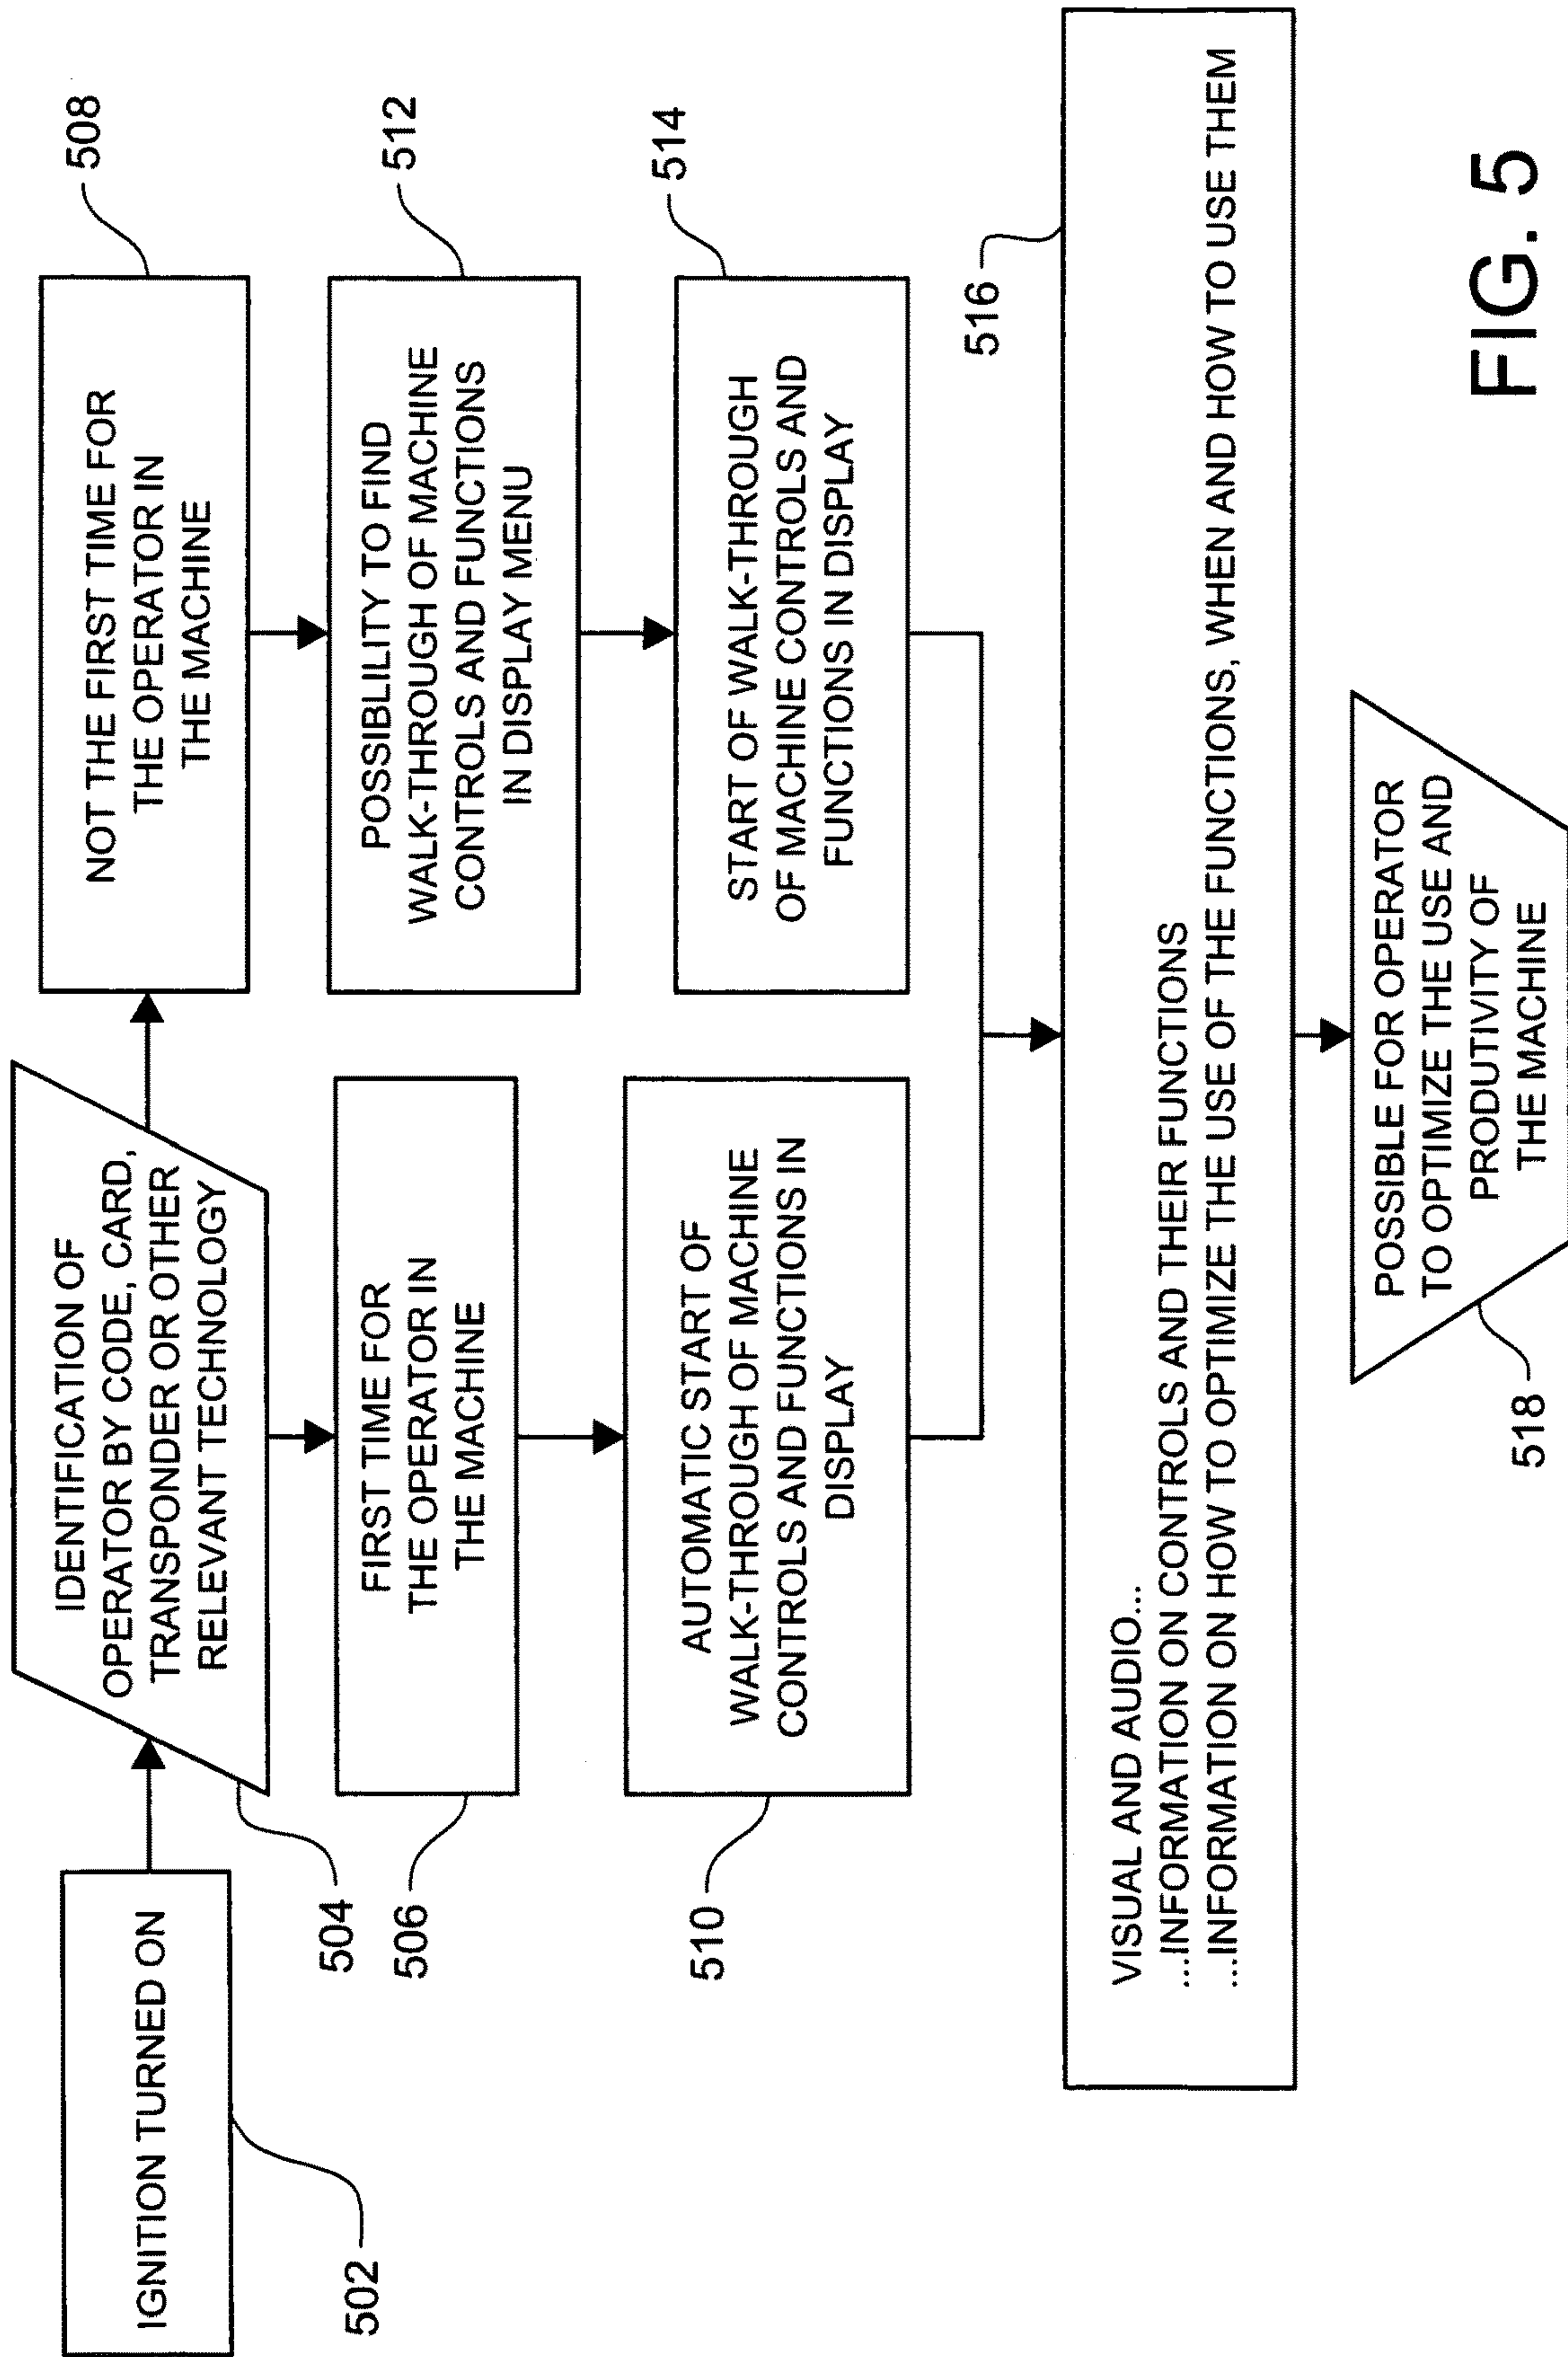 IGNITION TURNED ON
502
IDENTIFICATION OF
OPERATOR BY CODE, CARD,
TRANSPONDER OR OTHER
RELEVANT TECHNOLOGY
504
NOT THE FIRST TIME FOR
THE OPERATOR IN
THE MACHINE
508
FIRST TIME FOR
THE OPERATOR IN
THE MACHINE
506
POSSIBLILITY TO FIND
WALK-THROUGH OF MACHINE
CONTROLS AND FUNCTIONS
IN DISPLAY MENU
512
AUTOMATIC START OF
WALK-THROUGH OF MACHINE
CONTROLS AND FUNCTIONS IN
DISPLAY
510
START OF WALK-THROUGH
OF MACHINE CONTROLS AND
FUNCTIONS IN DISPLAY
514
516
VISUAL AND AUDIO...
...INFORMATION ON CONTROLS AND THEIR FUNCTIONS
...INFORMATION ON HOW TO OPTIMIZE THE USE OF THE FUNCTIONS, WHEN AND HOW TO USE THEM
POSSIBLE FOR OPERATOR
TO OPTIMIZE THE USE AND
PRODUTIVITY OF
THE MACHINE
518
FIG. 5